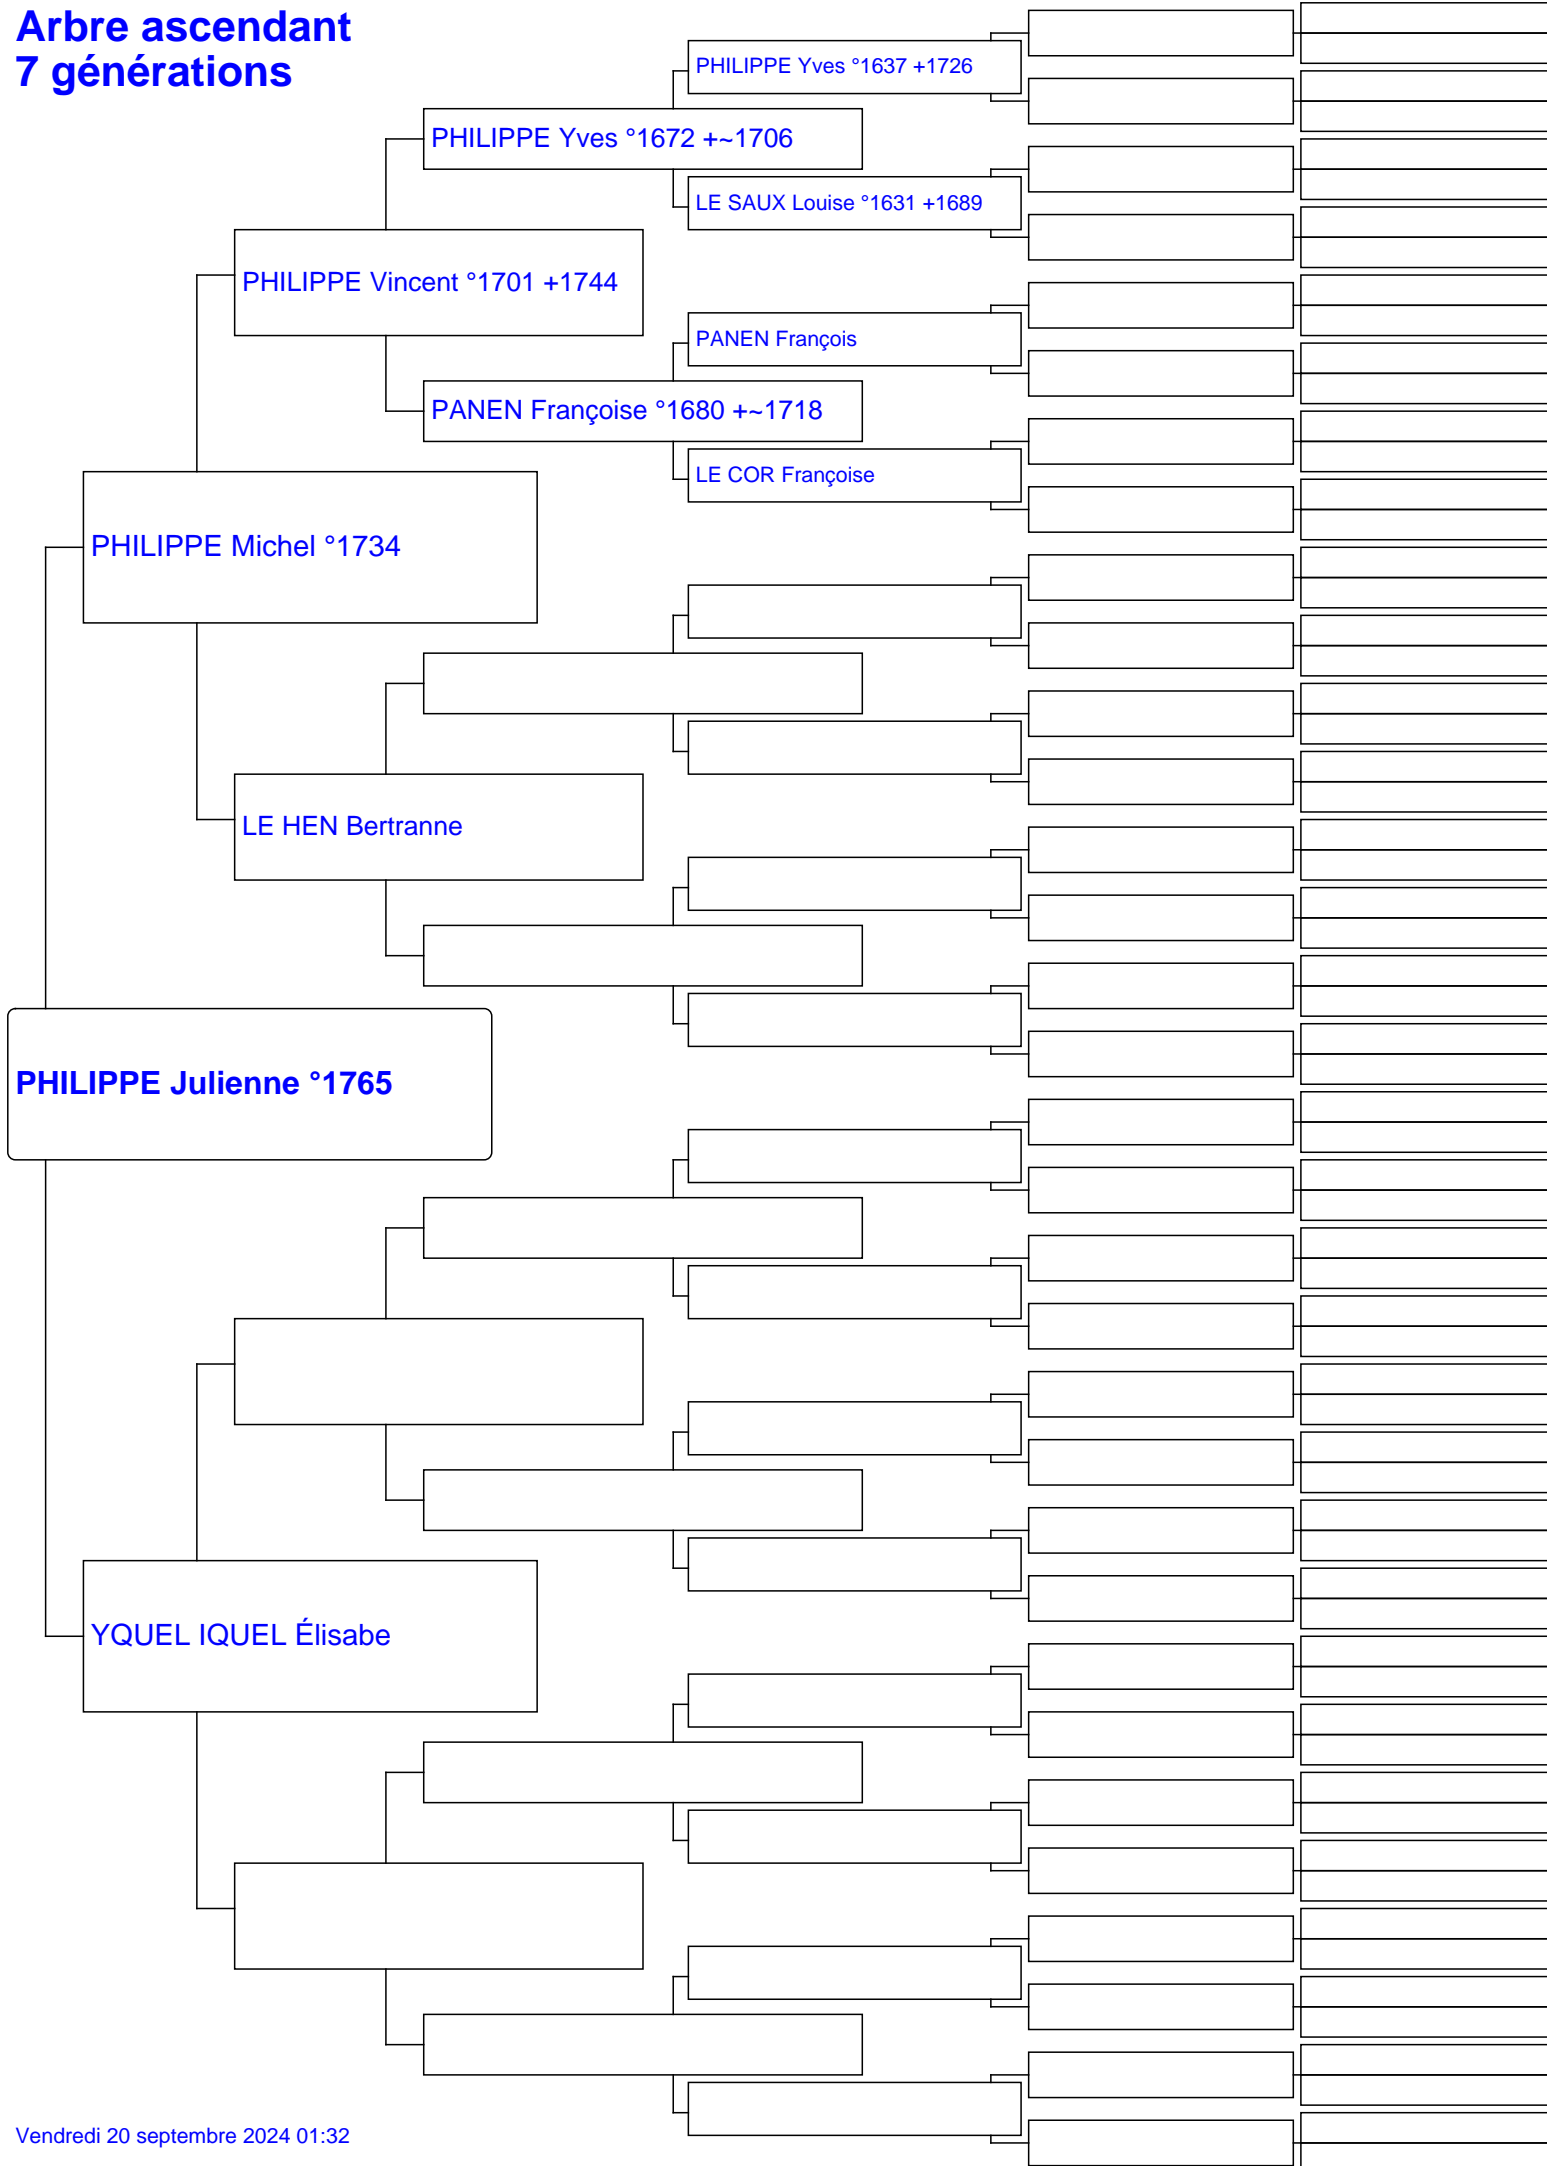 Arbre ascendant
7 générations
PHILIPPE Yves °1637 +1726
PHILIPPE Yves °1672 +~1706
LE SAUX Louise °1631 +1689
PHILIPPE Vincent °1701 +1744
PANEN François
PANEN Françoise °1680 +~1718
LE COR Françoise
PHILIPPE Michel °1734
LE HEN Bertranne
PHILIPPE Julienne °1765
YQUEL IQUEL Élisabe
Vendredi 20 septembre 2024 01:32